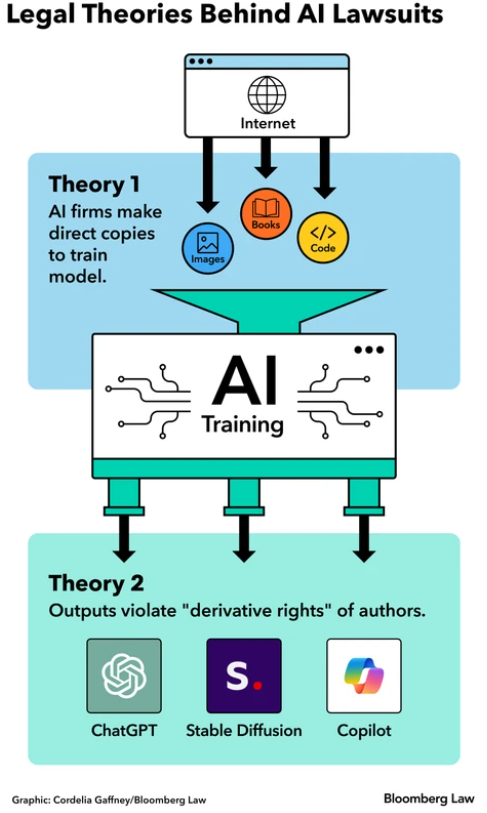 Legal Theories Behind AI Lawsuits
Internet
Theory 1
AI firms make
direct copies
to train
model.
Images
Books
</>
Code
AI
Training
Theory 2
Outputs violate "derivative rights" of authors.
S.
ChatGPT
Stable Diffusion
Copilot
Graphic: Cordelia Gaffney/Bloomberg Law
Bloomberg Law